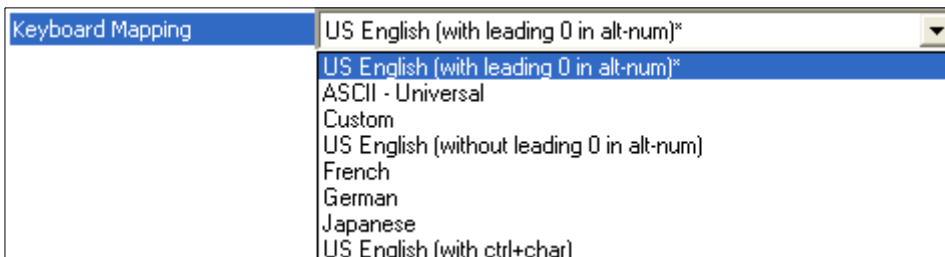 Keyboard Mapping
US English (with leading 0 in alt-num)*
US English (with leading 0 in alt-num)*
ASCII - Universal
Custom
US English (without leading 0 in alt-num)
French
German
Japanese
US English (with ctrl+char)